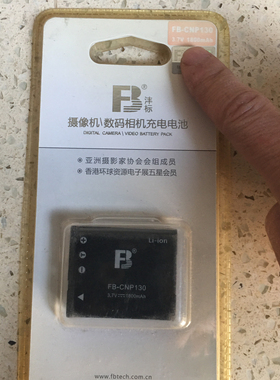 FB-CNP130
FB®
沣标
摄像机\数码相机充电电池
DIGITAL CAMERA \ VIDEO BATTERY PACK
★亚洲摄影家协会会组成员
★香港环球资源电子展五星会员
Li-ion
FB
FB-CNP130
www.fbtech.com.cn